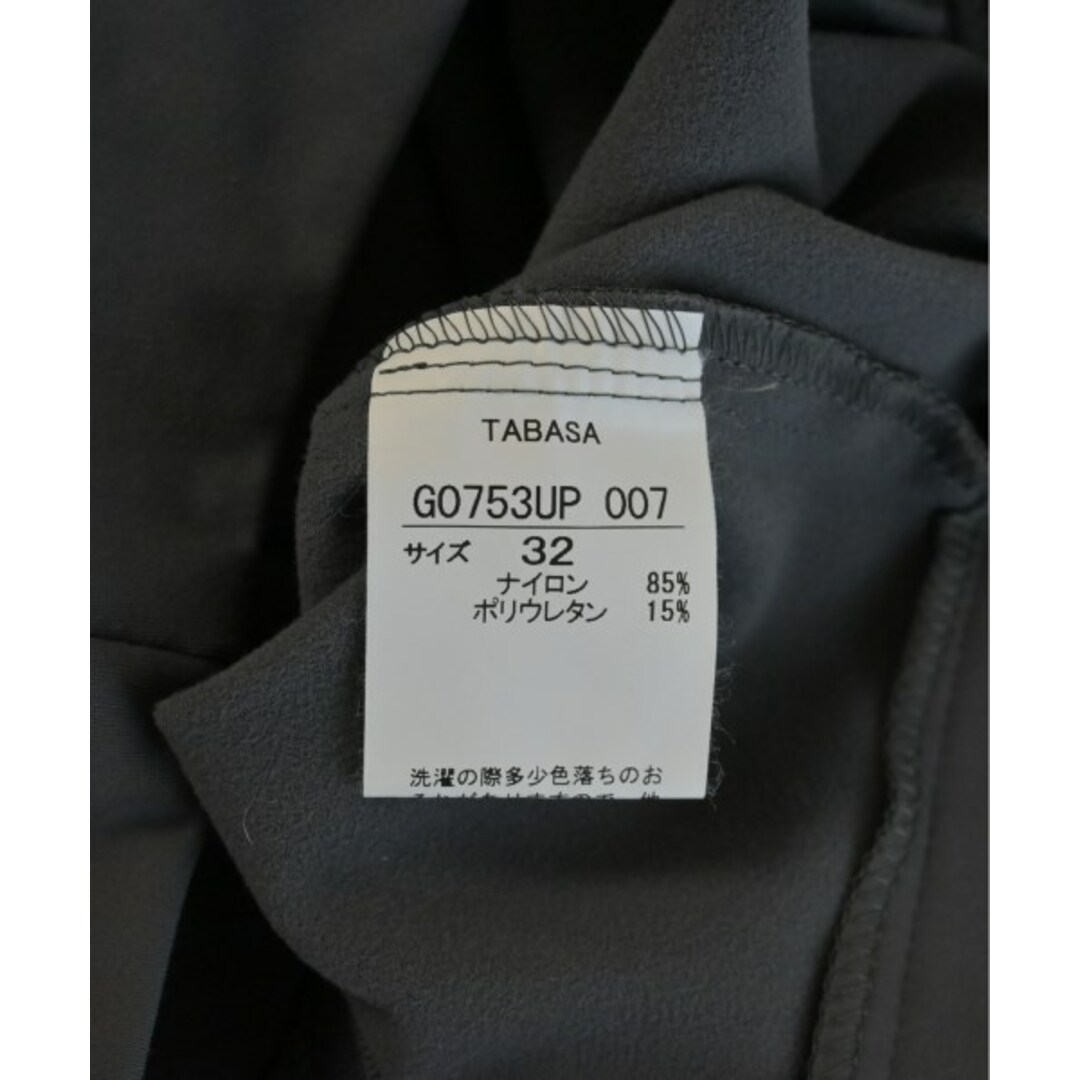 TABASA
G0753UP 007
サイズ 32
ナイロン 85%
ポリウレタン 15%
洗濯の際多少色落ちのお